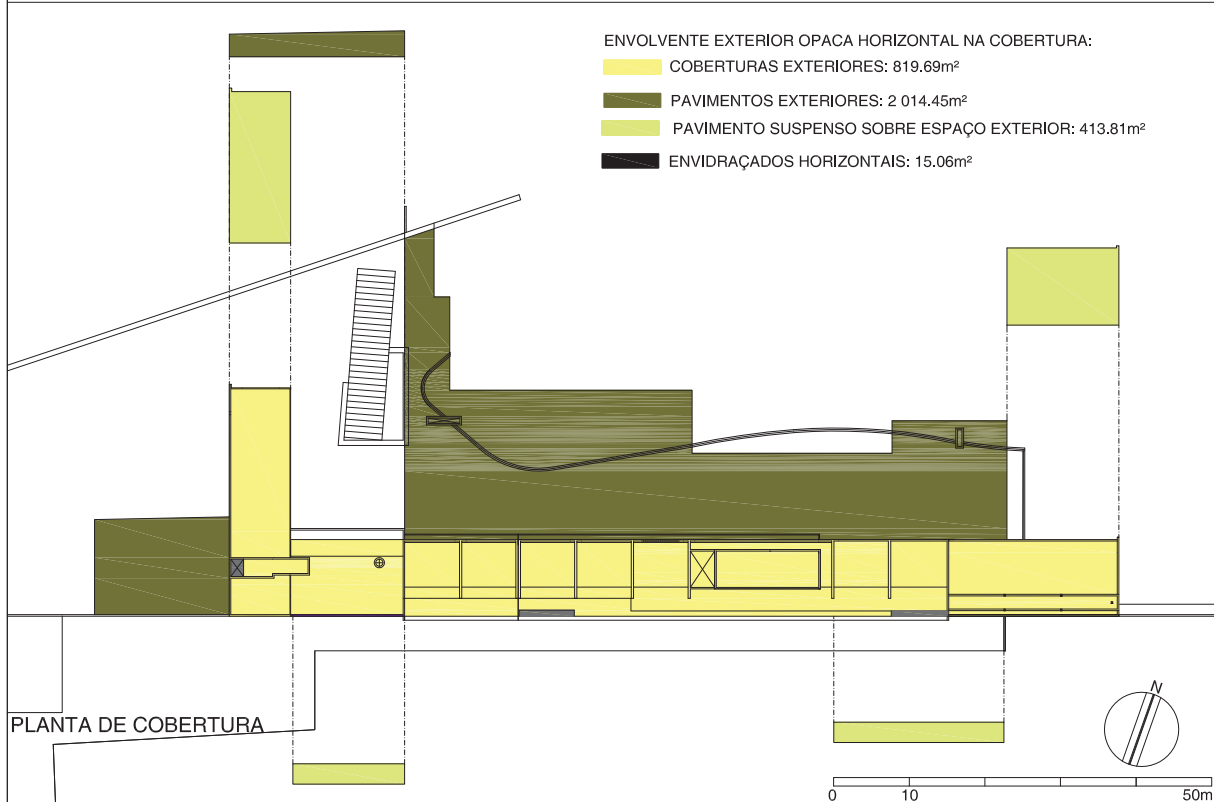 ENVOLVENTE EXTERIOR OPACA HORIZONTAL NA COBERTURA:
COBERTURAS EXTERIORES: 819.69m²
PAVIMENTOS EXTERIORES: 2 014.45m²
PAVIMENTO SUSPENSO SOBRE ESPAÇO EXTERIOR: 413.81m²
ENVIDRAÇADOS HORIZONTAIS: 15.06m²
N
PLANTA DE COBERTURA
0 10 50m